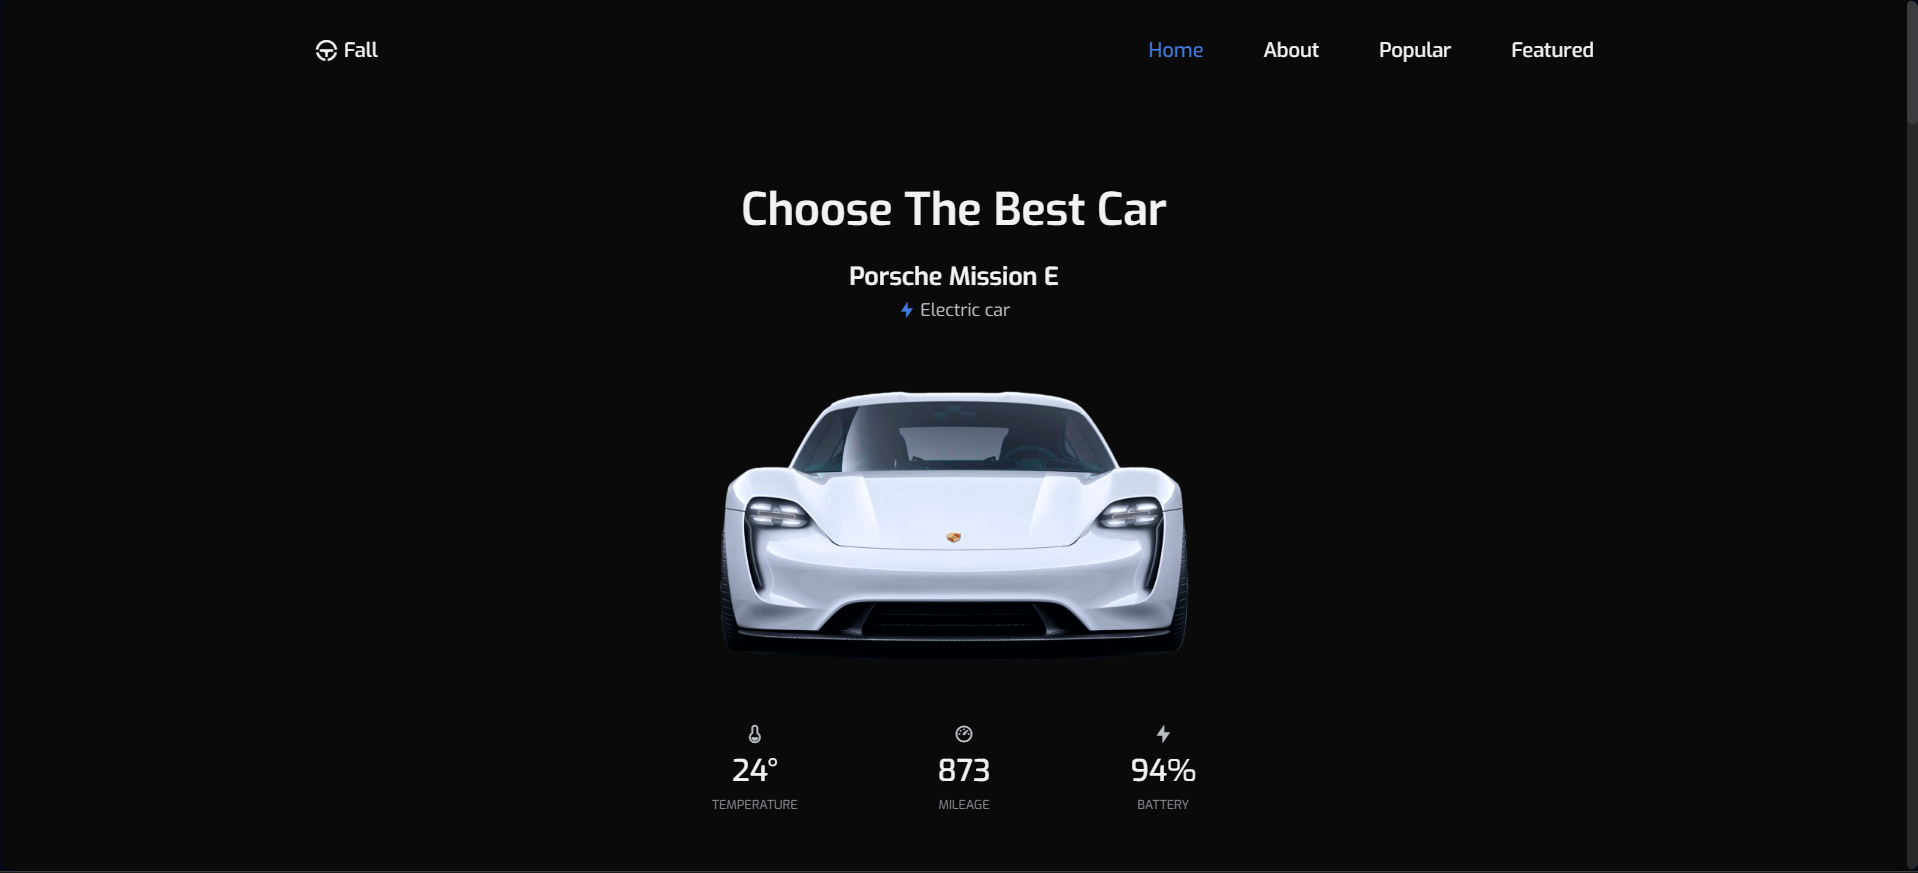 Fall
Home About Popular Featured
Choose The Best Car
Porsche Mission E
Electric car
24° 873 94%
TEMPERATURE MILEAGE BATTERY